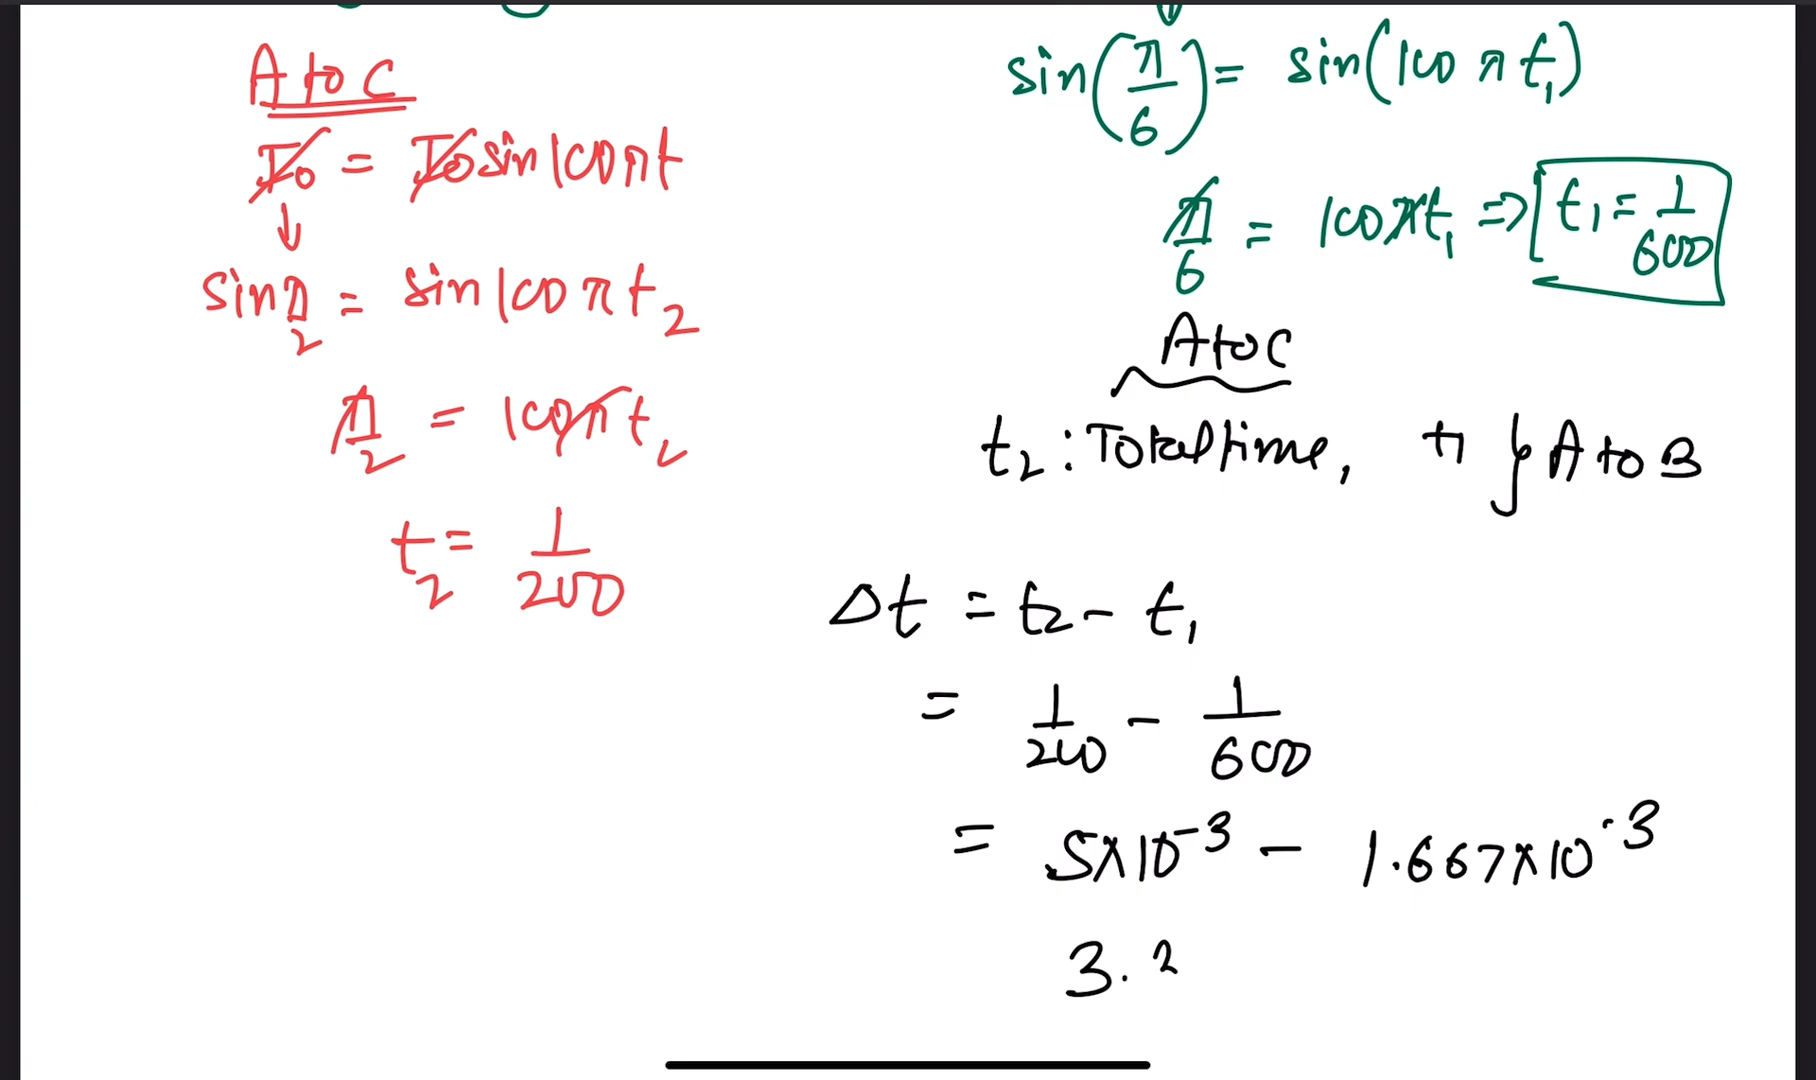 A to C
I₀ = I₀ sin 100πt
↓
sin π/2 = sin 100πt₂
π/2 = 100πt₂
t₂ = 1/200
sin(π/6) = sin(100πt₁)
π/6 = 100πt₁ ⇒ t₁ = 1/600
A to C
t₂ : Total time, A to B
Δt = t₂ - t₁
= 1/200 - 1/600
= 5×10⁻³ - 1.667×10⁻³
3.2